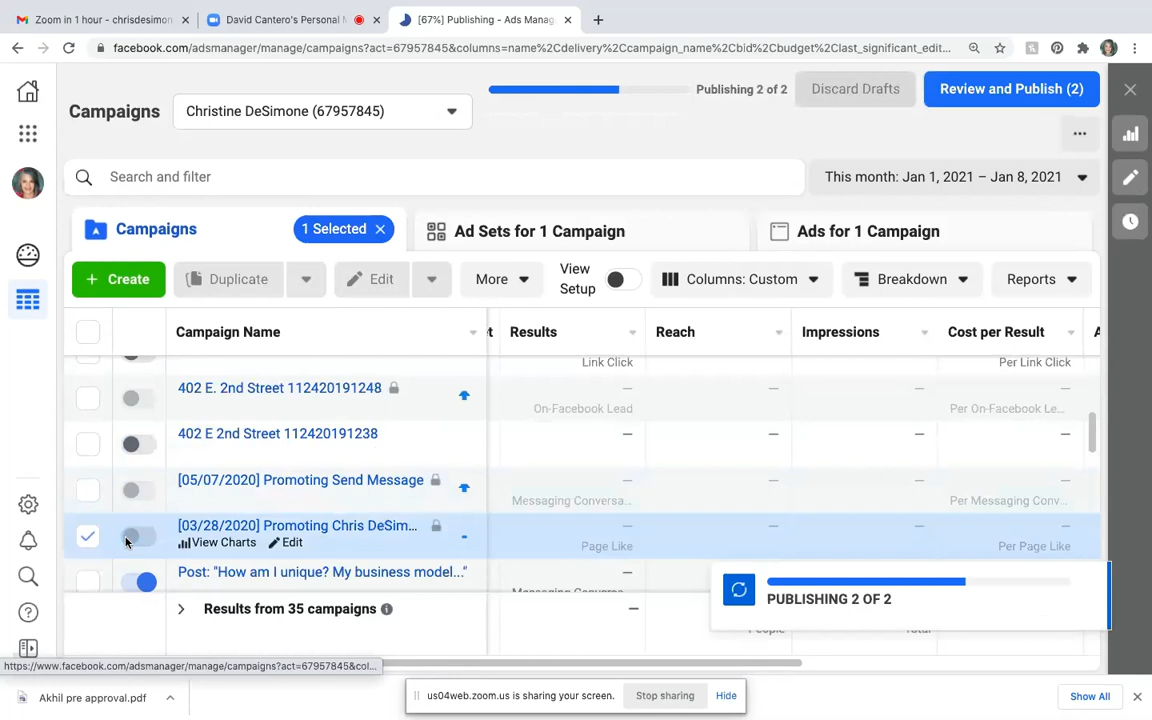 Zoom in 1 hour - chrisdesimon
David Cantero's Personal M
[67%] Publishing - Ads Mana
facebook.com/adsmanager/manage/campaigns?act=67957845&columns=name%2Cdelivery%2Ccampaign_name%2Cbid%2Cbudget%2Clast_significant_edit...
Campaigns
Christine DeSimone (67957845)
Publishing 2 of 2
Discard Drafts
Review and Publish (2)
Search and filter
This month: Jan 1, 2021 – Jan 8, 2021
Campaigns
1 Selected
Ad Sets for 1 Campaign
Ads for 1 Campaign
+ Create
Duplicate
Edit
More
View Setup
Columns: Custom
Breakdown
Reports
Campaign Name
t
Results
Reach
Impressions
Cost per Result
A
Link Click
Per Link Click
402 E. 2nd Street 112420191248
— — — —
On-Facebook Lead
Per On-Facebook Le...
402 E 2nd Street 112420191238
— — — —
[05/07/2020] Promoting Send Message
— — — —
Messaging Conversa...
Per Messaging Conv...
[03/28/2020] Promoting Chris DeSim...
— — — —
View Charts
Edit
Page Like
Per Page Like
Post: "How am I unique? My business model..."
—
PUBLISHING 2 OF 2
Results from 35 campaigns
—
https://www.facebook.com/adsmanager/manage/campaigns?act=67957845&col...
Akhil pre approval.pdf
us04web.zoom.us is sharing your screen.
Stop sharing
Hide
Show All